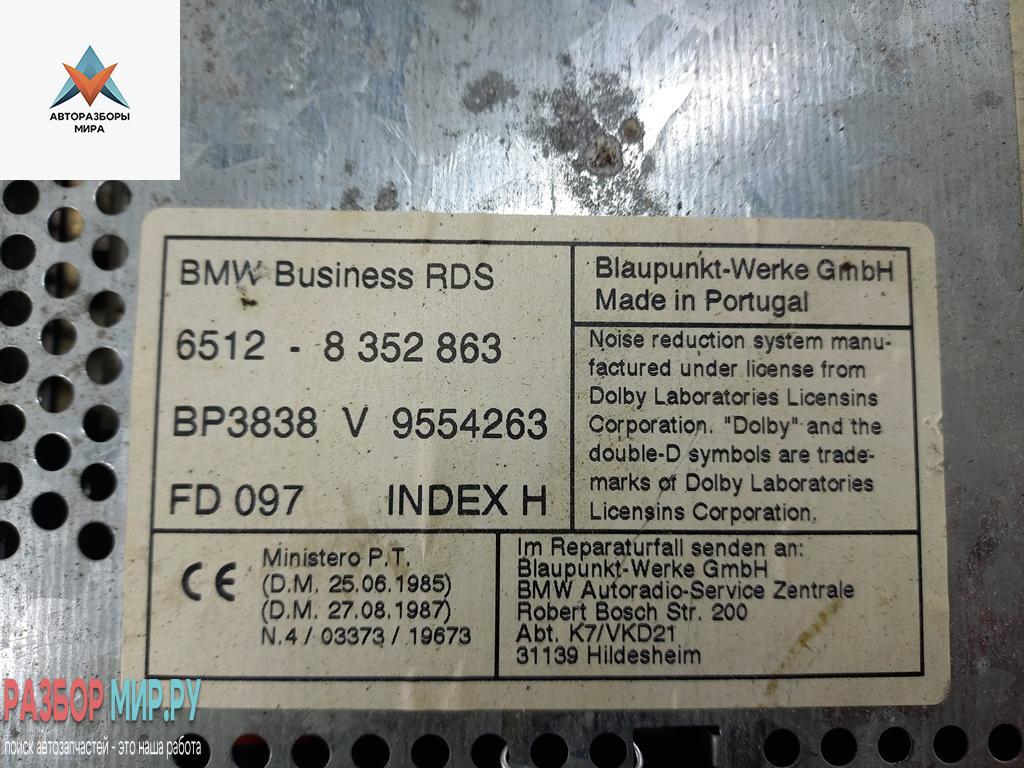 АВТОРАЗБОРЫ
МИРА
BMW Business RDS
6512 - 8 352 863
BP3838 V 9554263
FD 097 INDEX H
Blaupunkt-Werke GmbH
Made in Portugal
Noise reduction system manu-
factured under license from
Dolby Laboratories Licensins
Corporation. "Dolby" and the
double-D symbols are trade-
marks of Dolby Laboratories
Licensins Corporation.
CE
Ministero P.T.
(D.M. 25.06.1985)
(D.M. 27.08.1987)
N.4 / 03373 / 19673
Im Reparaturfall senden an:
Blaupunkt-Werke GmbH
BMW Autoradio-Service Zentrale
Robert Bosch Str. 200
Abt. K7/VKD21
31139 Hildesheim
РАЗБОР МИР.РУ
поиск автозапчастей - это наша работа